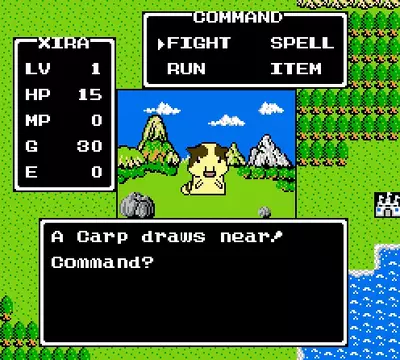 COMMAND
FIGHT SPELL
RUN ITEM
XIRA
LV 1
HP 15
MP 0
G 30
E 0
A Carp draws near!
Command?